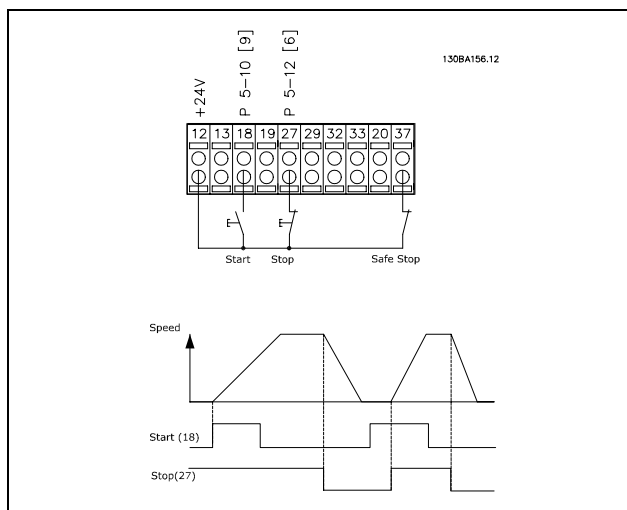 130BA156.12
+24V
P 5-10 [9]
P 5-12 [6]
12 13 18 19 27 29 32 33 20 37
Start Stop Safe Stop
Speed
Start (18)
Stop(27)